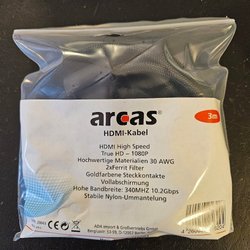 arcas®
HDMI-Kabel
3m
HDMI High Speed
True HD – 1080P
Hochwertige Materialien 30 AWG
2xFerrit Filter
Goldfarbene Steckkontakte
Vollabschirmung
Hohe Bandbreite: 340MHZ 10.2Gbps
Stabile Nylon-Ummantelung